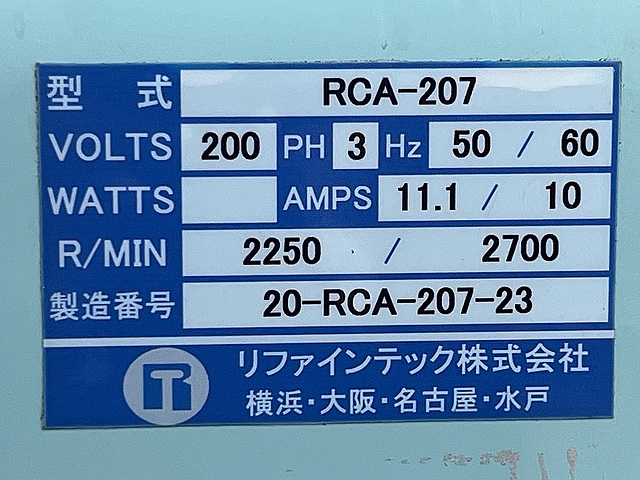 型 式 RCA-207
VOLTS 200 PH 3 Hz 50 / 60
WATTS AMPS 11.1 / 10
R/MIN 2250 / 2700
製造番号 20-RCA-207-23
リファインテック株式会社
横浜・大阪・名古屋・水戸